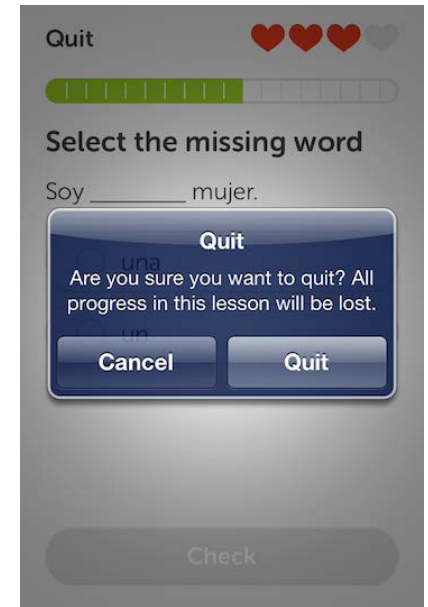 Quit
Select the missing word
Soy ________ mujer.
Quit
una
Are you sure you want to quit? All
progress in this lesson will be lost.
un
Cancel Quit
Check